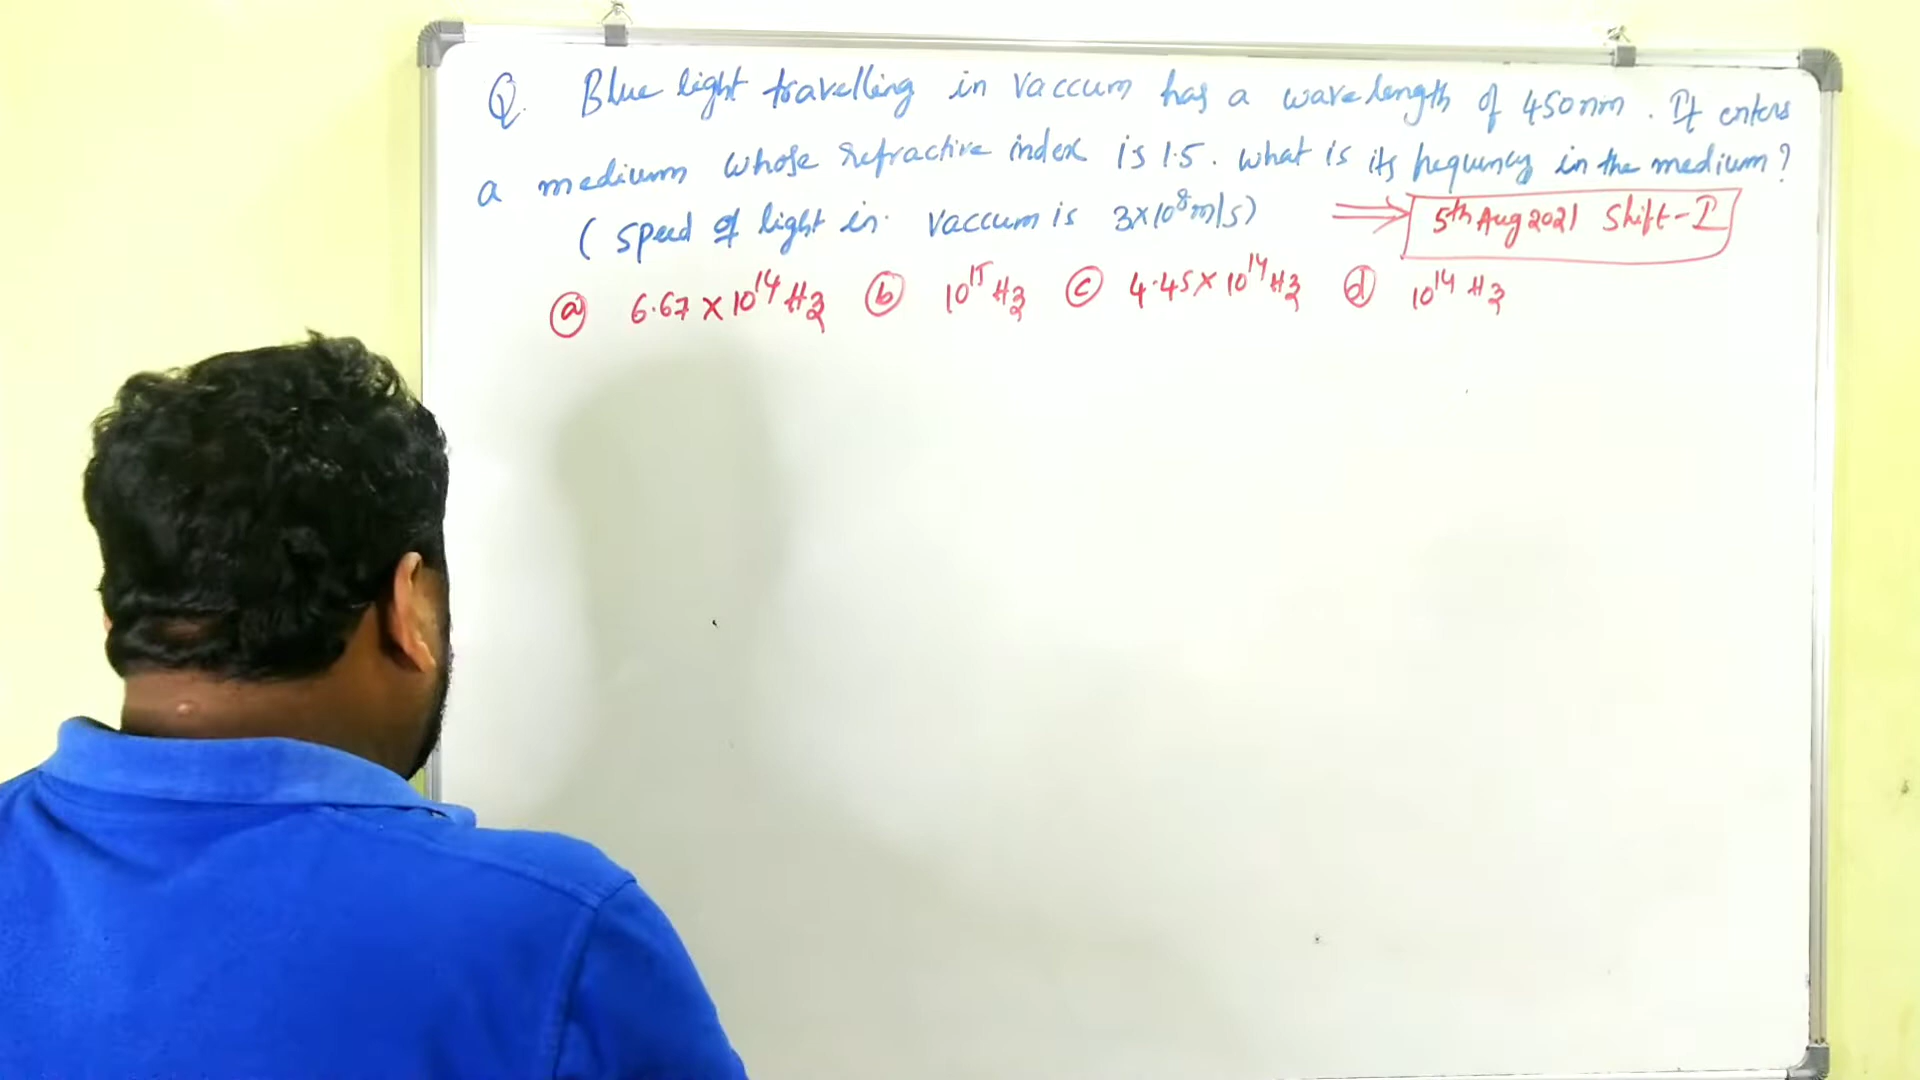 Q. Blue light travelling in vaccum has a wavelength of 450nm. It enters
a medium whose refractive index is 1.5. what is its frequency in the medium?
(speed of light in vaccum is 3×10⁸m/s) ⟹ 5th Aug 2021 Shift-I
(a) 6.67 × 10¹⁴ Hz (b) 10¹⁵ Hz (c) 4.45 × 10¹⁴ Hz (d) 10¹⁴ Hz